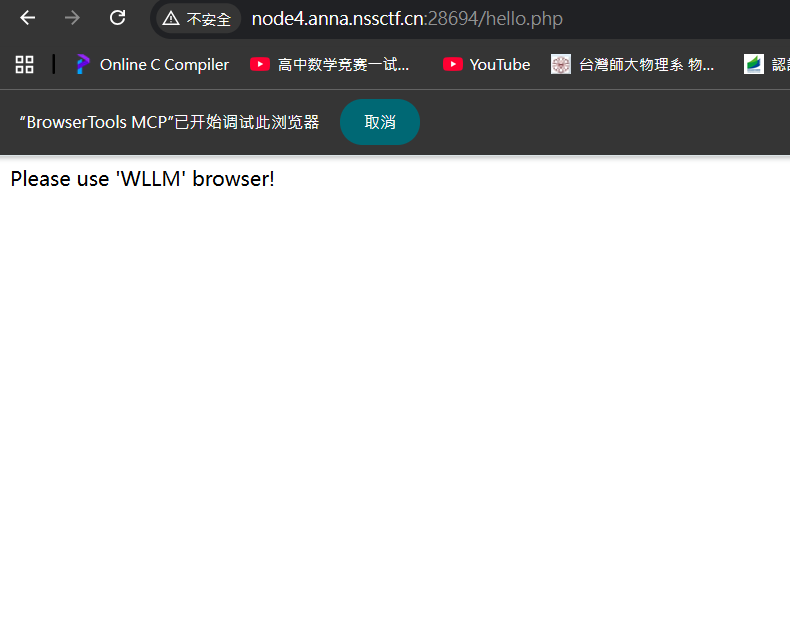 不安全 node4.anna.nssctf.cn:28694/hello.php
Online C Compiler 高中数学竞赛一试... YouTube 台灣師大物理系 物...
“BrowserTools MCP”已开始调试此浏览器 取消
Please use 'WLLM' browser!